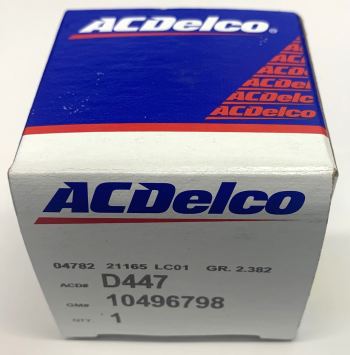 ACDelco®
ACDelco
ACDelco
ACDelco
ACDelco
ACDelco
04782 21165 LC01 GR. 2.382
ACD# D447
GM# 10496798
QTY. 1